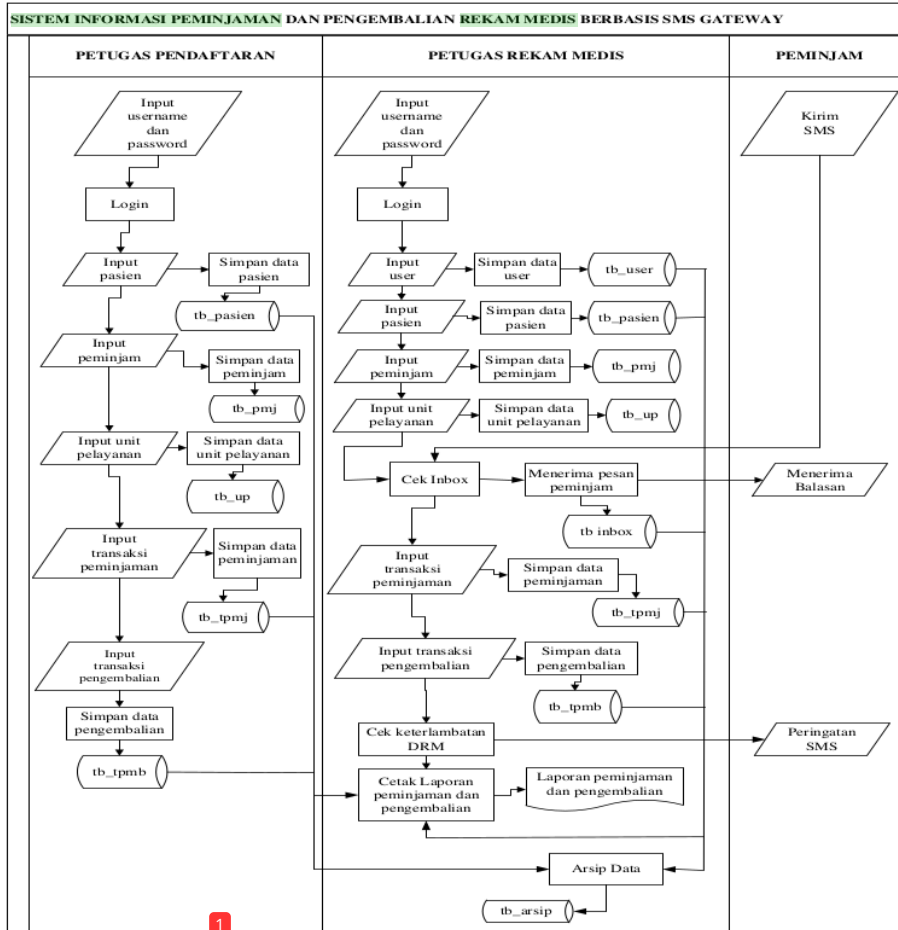 SISTEM INFORMASI PEMINJAMAN DAN PENGEMBALIAN REKAM MEDIS BERBASIS SMS GATEWAY
PETUGAS PENDAFTARAN
Input
username
dan
password
Login
Input
pasien
Simpan data
pasien
tb_pasien
Input
peminjam
Simpan data
peminjam
tb_pmj
Input unit
pelayanan
Simpan data
unit pelayanan
tb_up
Input
transaksi
peminjaman
Simpan data
peminjaman
tb_tpmj
Input
transaksi
pengembalian
Simpan data
pengembalian
tb_tpmb
1
PETUGAS REKAM MEDIS
Input
username
dan
password
Login
Input
user
Simpan data
user
tb_user
Input
pasien
Simpan data
pasien
tb_pasien
Input
peminjam
Simpan data
peminjam
tb_pmj
Input unit
pelayanan
Simpan data
unit pelayanan
tb_up
Cek Inbox
Menerima pesan
peminjam
tb inbox
Input
transaksi
peminjaman
Simpan data
peminjaman
tb_tpmj
Input transaksi
pengembalian
Simpan data
pengembalian
tb_tpmb
Cek keterlambatan
DRM
Cetak Laporan
peminjaman dan
pengembalian
Laporan peminjaman
dan pengembalian
Arsip Data
tb_arsip
PEMINJAM
Kirim
SMS
Menerima
Balasan
Peringatan
SMS